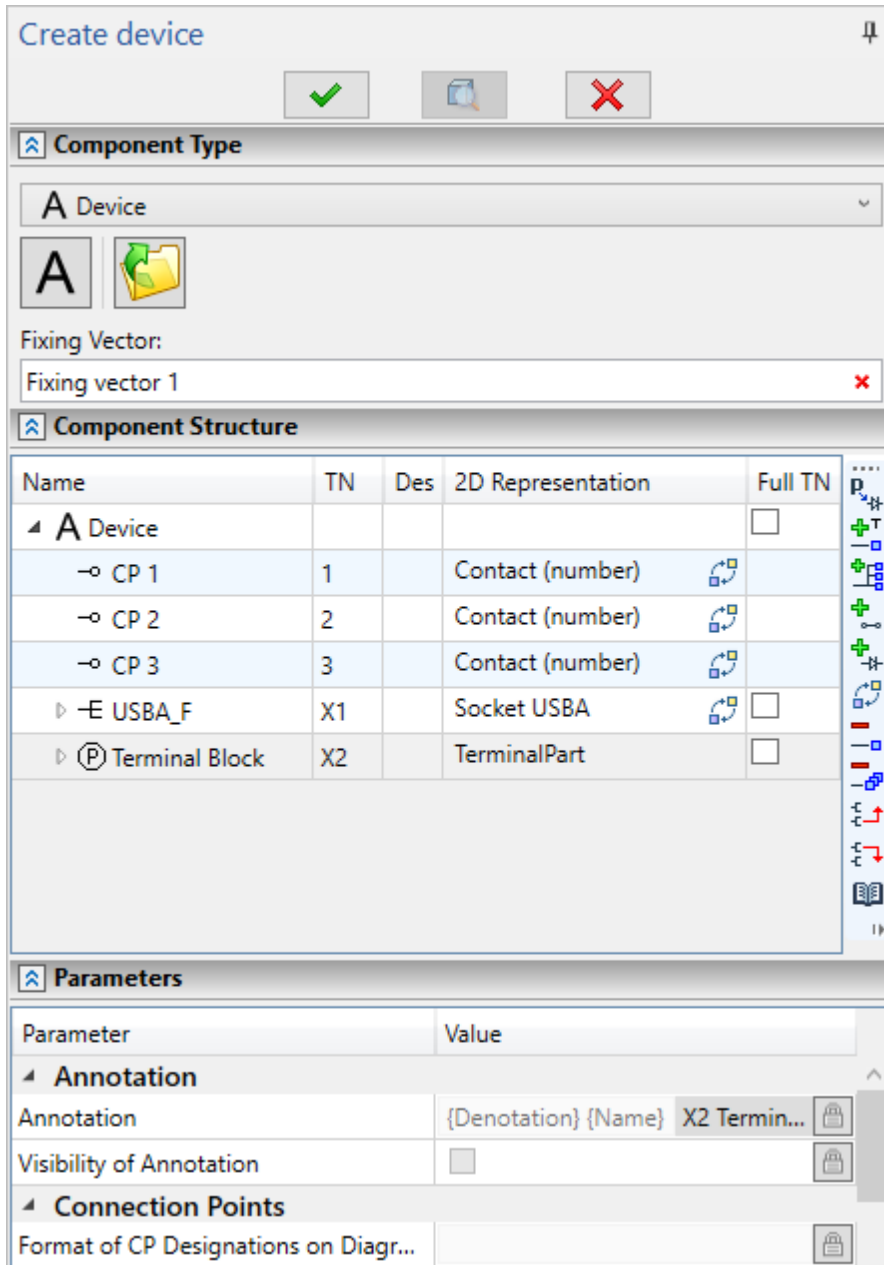 Create device
Component Type
A Device
A
Fixing Vector:
Fixing vector 1
Component Structure
Name TN Des 2D Representation Full TN
A Device
CP 1 1 Contact (number)
CP 2 2 Contact (number)
CP 3 3 Contact (number)
USBA_F X1 Socket USBA
P Terminal Block X2 TerminalPart
Parameters
Parameter Value
Annotation
Annotation {Denotation} {Name} X2 Termin...
Visibility of Annotation
Connection Points
Format of CP Designations on Diagr...